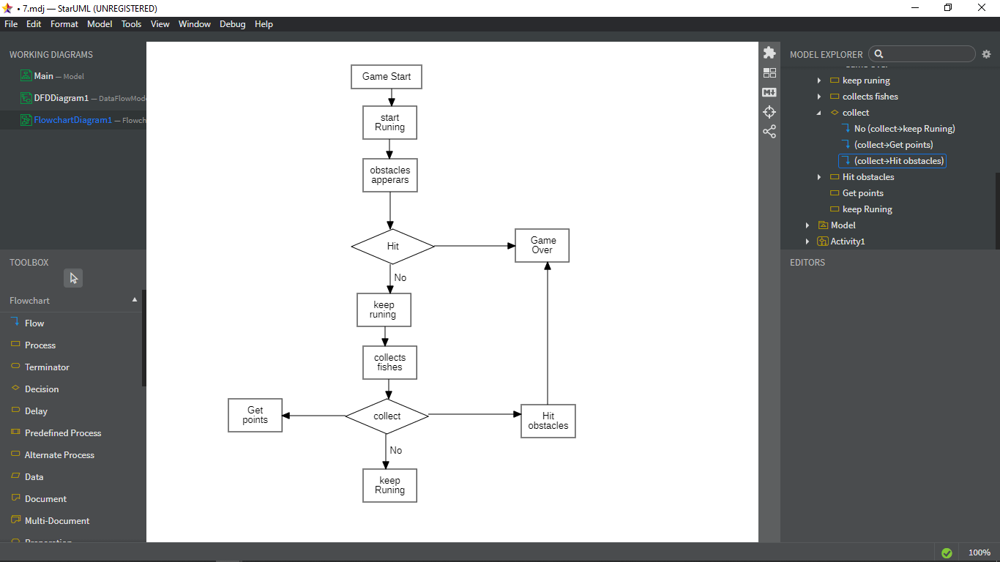 • 7.mdj — StarUML (UNREGISTERED)
File Edit Format Model Tools View Window Debug Help
WORKING DIAGRAMS
Main — Model
DFDDiagram1 — DataFlowMode
FlowchartDiagram1 — Flowch
TOOLBOX
Flowchart
Flow
Process
Terminator
Decision
Delay
Predefined Process
Alternate Process
Data
Document
Multi-Document
Preparation
Game Start
start
Runing
obstacles
apperars
Hit
Game
Over
No
keep
runing
collects
fishes
Get
points
collect
Hit
obstacles
No
keep
Runing
MODEL EXPLORER
Game Over
keep runing
collects fishes
collect
No (collect→keep Runing)
(collect→Get points)
(collect→Hit obstacles)
Hit obstacles
Get points
keep Runing
Model
Activity1
EDITORS
100%